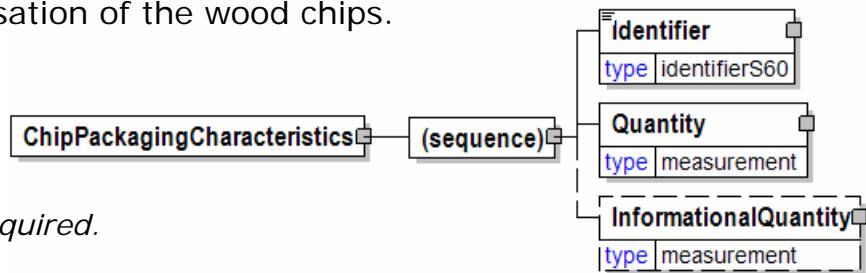 sation of the wood chips.
Identifier
type identifierS60
ChipPackagingCharacteristics
(sequence)
Quantity
type measurement
quired.
InformationalQuantity
type measurement